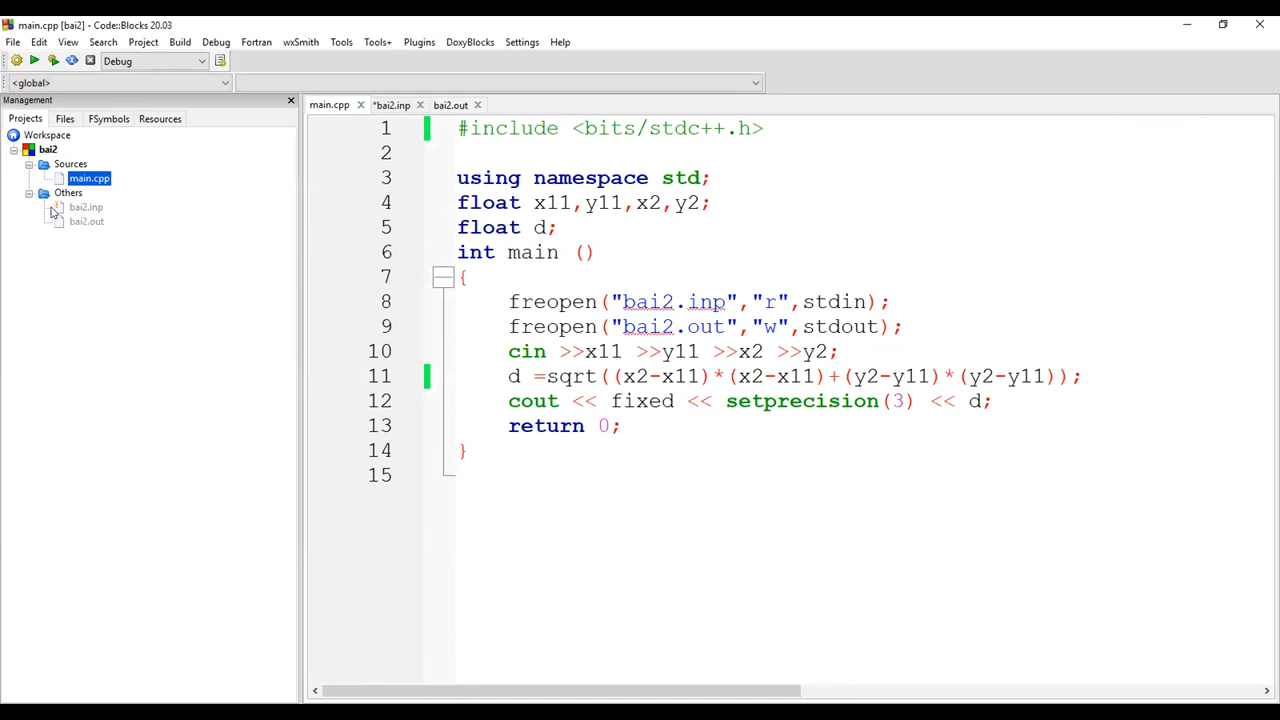 main.cpp [bai2] - Code::Blocks 20.03
File Edit View Search Project Build Debug Fortran wxSmith Tools Tools+ Plugins DoxyBlocks Settings Help
Debug
<global>
Management
Projects Files FSymbols Resources
Workspace
bai2
Sources
main.cpp
Others
bai2.inp
bai2.out
main.cpp *bai2.inp bai2.out
1 #include <bits/stdc++.h>
2
3 using namespace std;
4 float x11,y11,x2,y2;
5 float d;
6 int main ()
7 {
8 freopen("bai2.inp","r",stdin);
9 freopen("bai2.out","w",stdout);
10 cin >>x11 >>y11 >>x2 >>y2;
11 d =sqrt((x2-x11)*(x2-x11)+(y2-y11)*(y2-y11));
12 cout << fixed << setprecision(3) << d;
13 return 0;
14 }
15